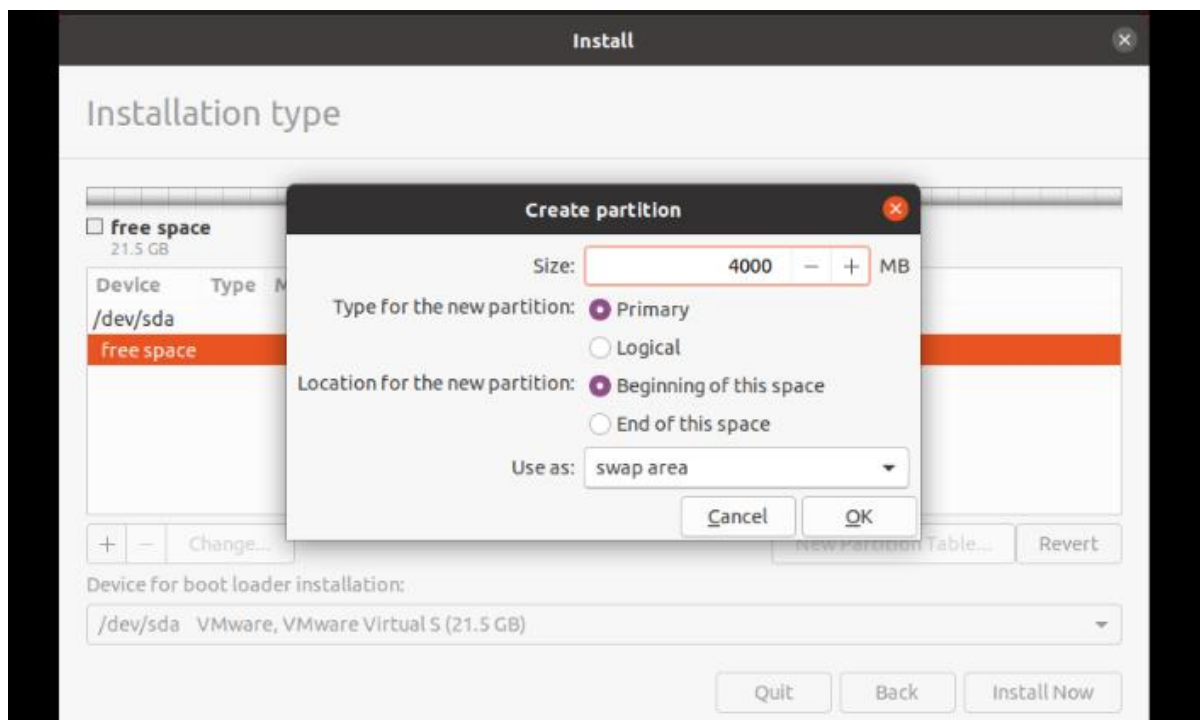 Install
Installation type
free space
21.5 GB
Create partition
Size: 4000 − + MB
Type for the new partition: Primary
Logical
Location for the new partition: Beginning of this space
End of this space
Use as: swap area
Cancel OK
Device Type
/dev/sda
free space
+ − Change... New Partition Table... Revert
Device for boot loader installation:
/dev/sda VMware, VMware Virtual S (21.5 GB)
Quit Back Install Now